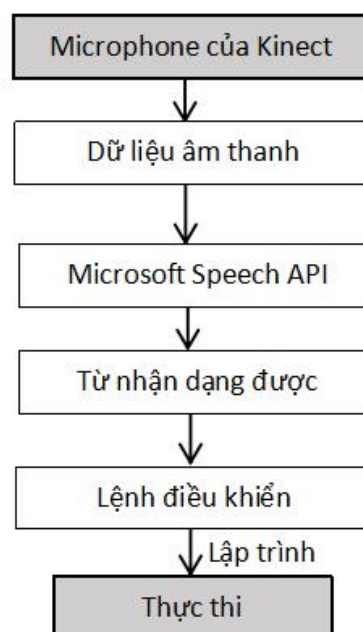 Microphone của Kinect
Dữ liệu âm thanh
Microsoft Speech API
Từ nhận dạng được
Lệnh điều khiển
Lập trình
Thực thi